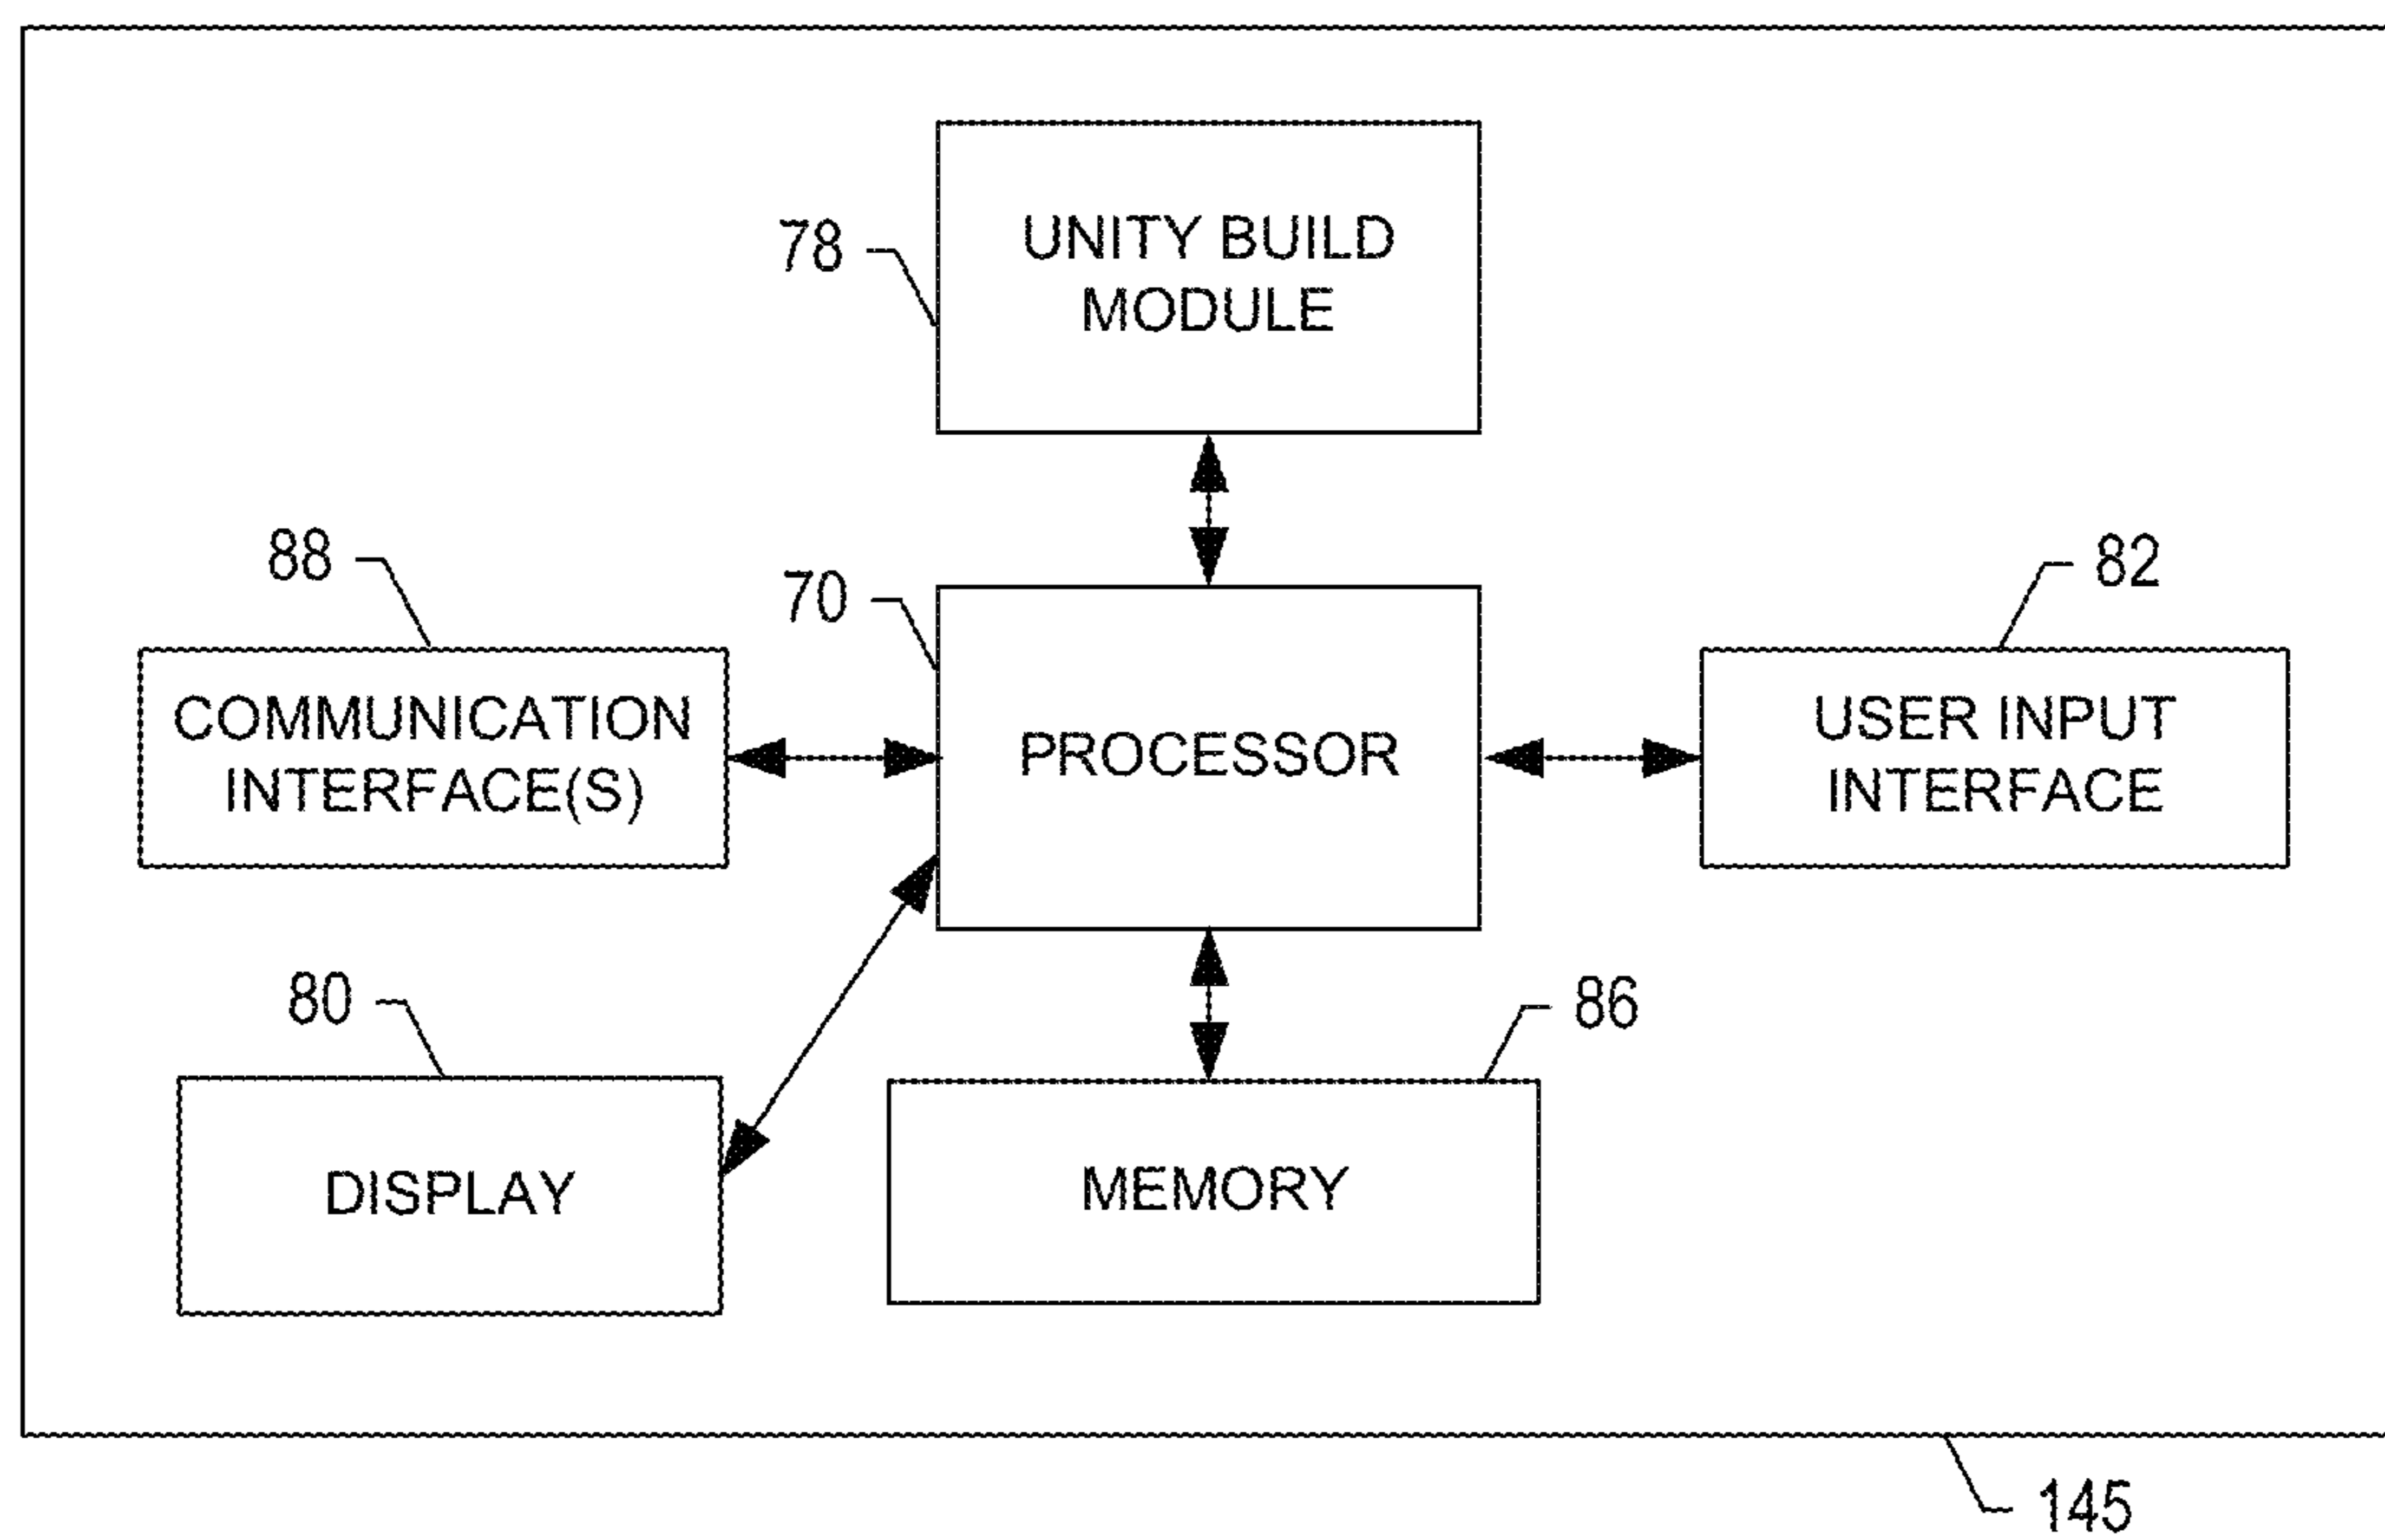 78
UNITY BUILD
MODULE
88
70
82
COMMUNICATION
INTERFACE(S)
PROCESSOR
USER INPUT
INTERFACE
80
86
DISPLAY
MEMORY
145